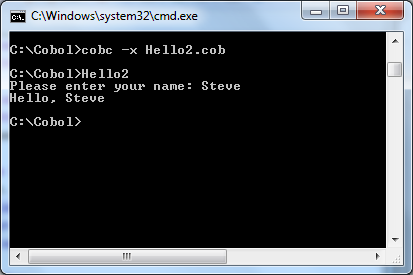 C:\Windows\system32\cmd.exe
C:\Cobol>cobc -x Hello2.cob
C:\Cobol>Hello2
Please enter your name: Steve
Hello, Steve
C:\Cobol>